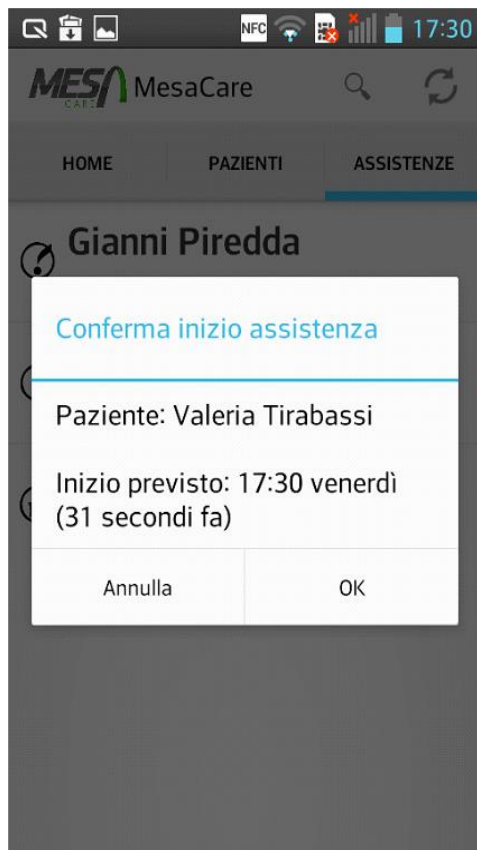 NFC 17:30
MESA CARE MesaCare
HOME PAZIENTI ASSISTENZE
Gianni Piredda
Conferma inizio assistenza
Paziente: Valeria Tirabassi
Inizio previsto: 17:30 venerdì
(31 secondi fa)
Annulla OK